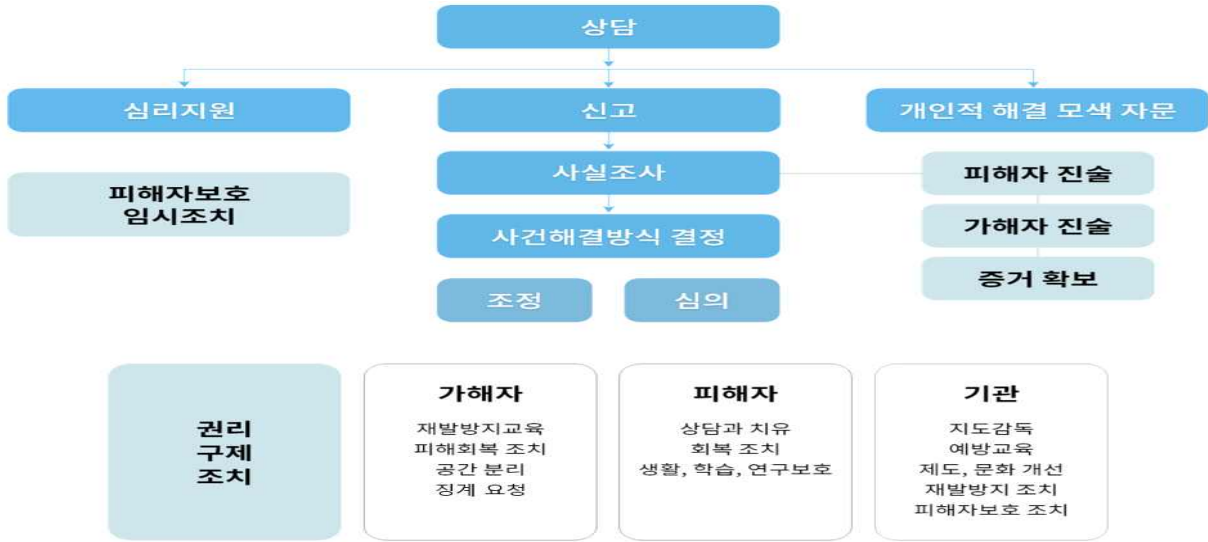 상담
심리지원
신고
개인적 해결 모색 자문
사실조사
피해자 진술
피해자보호
임시조치
가해자 진술
사건해결방식 결정
증거 확보
조정
심의
권리
구제
조치
가해자
재발방지교육
피해회복 조치
공간 분리
징계 요청
피해자
상담과 치유
회복 조치
생활, 학습, 연구보호
기관
지도감독
예방교육
제도, 문화 개선
재발방지 조치
피해자보호 조치